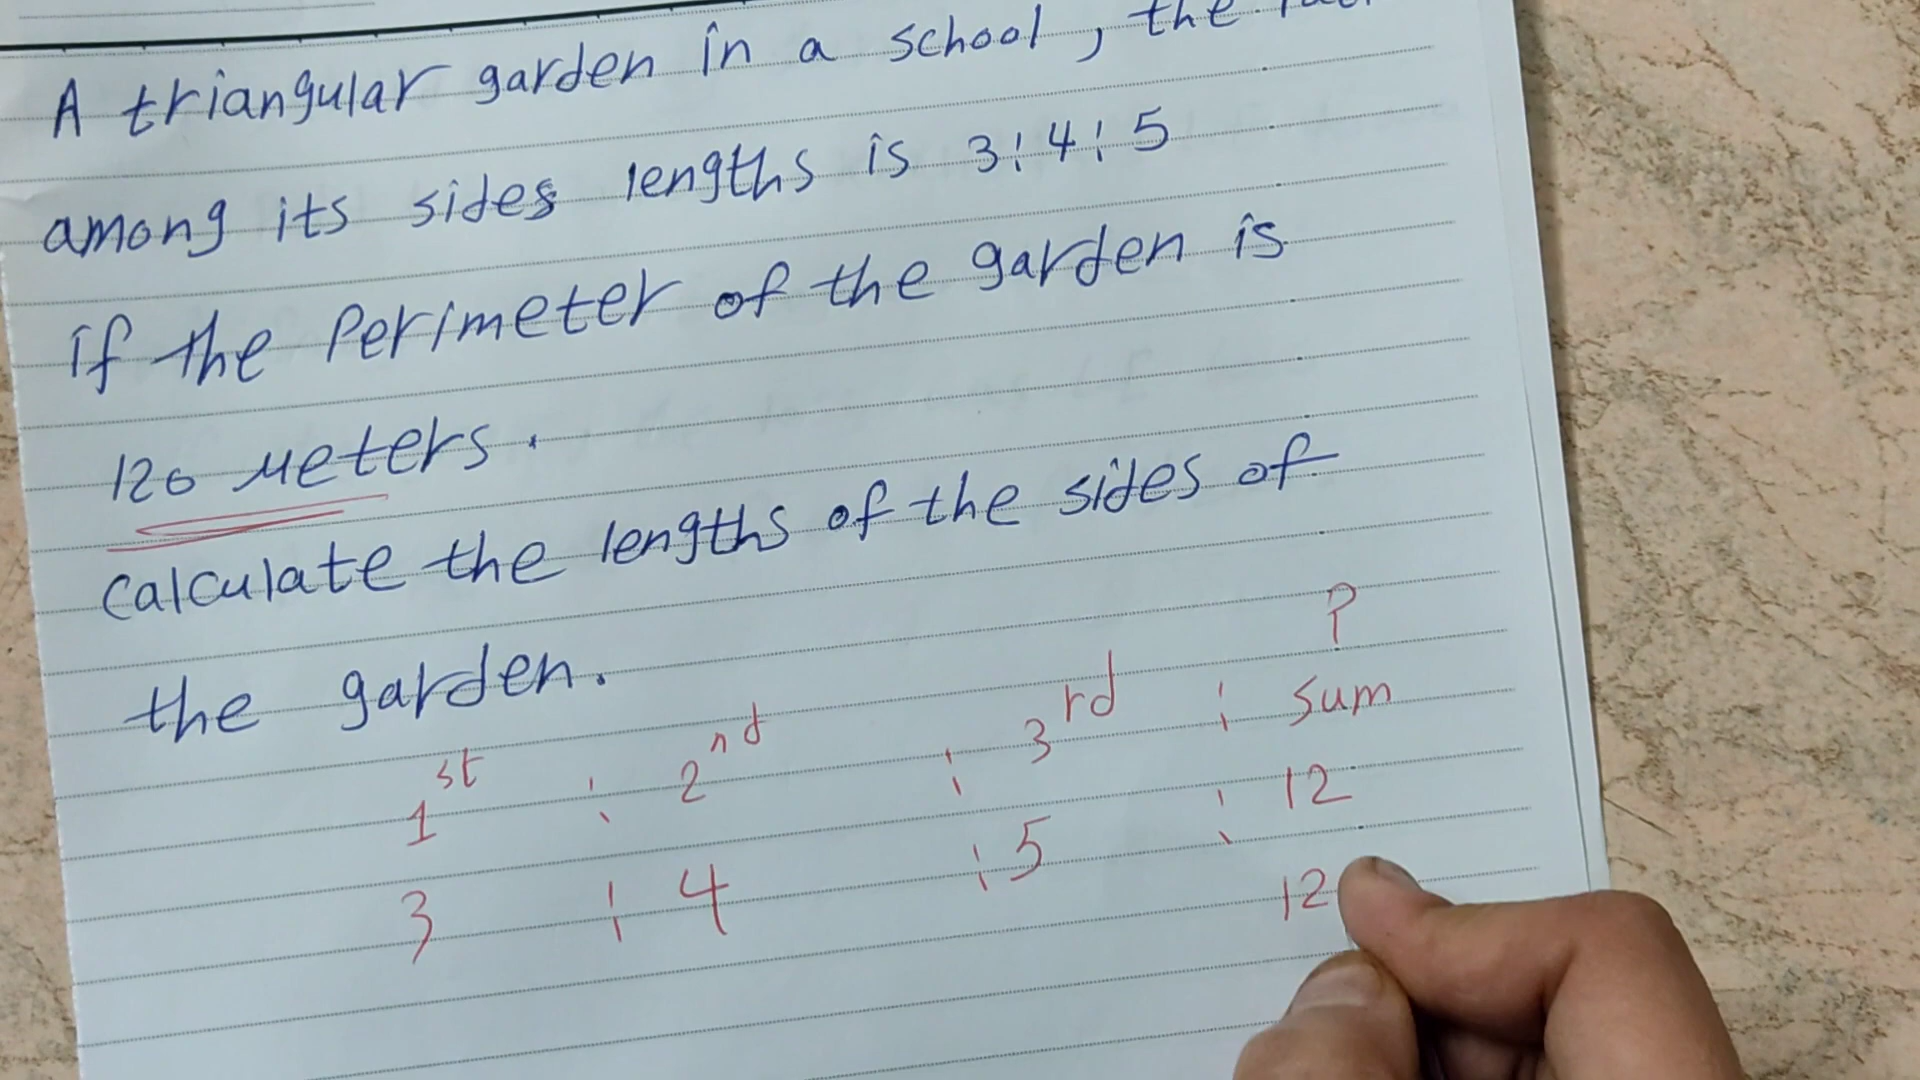 A triangular garden in a school, the
among its sides lengths is 3:4:5
if the Perimeter of the garden is
120 meters.
calculate the lengths of the sides of
the garden.
P
1st : 2nd : 3rd : sum
3 : 4 : 5 : 12
12